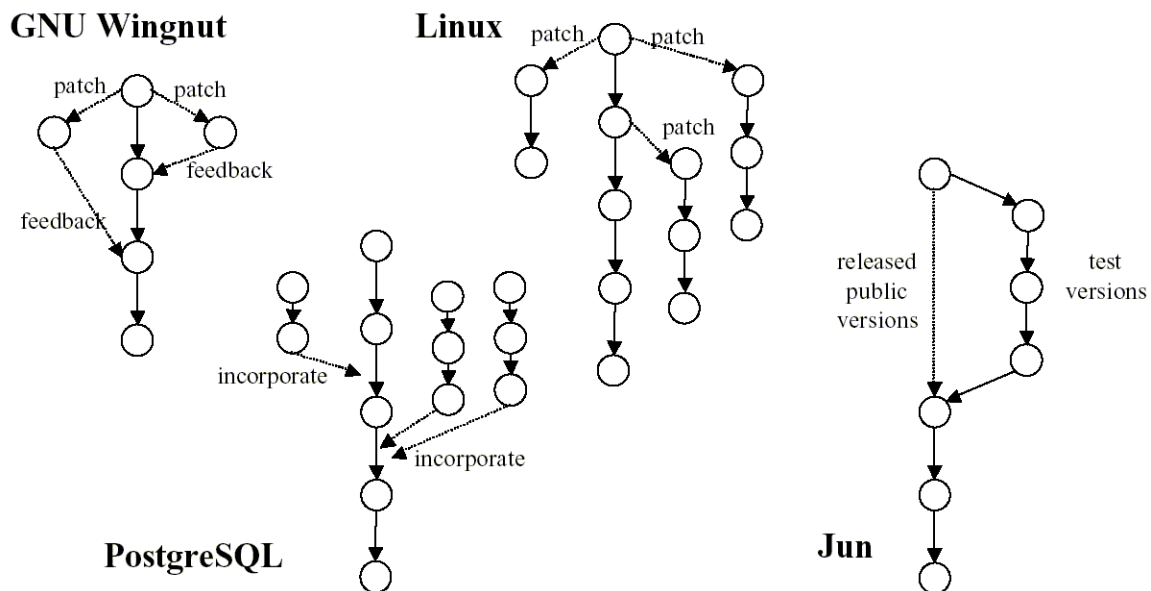 GNU Wingnut
patch
patch
feedback
feedback
Linux
patch
patch
patch
incorporate
incorporate
PostgreSQL
released
public
versions
test
versions
Jun